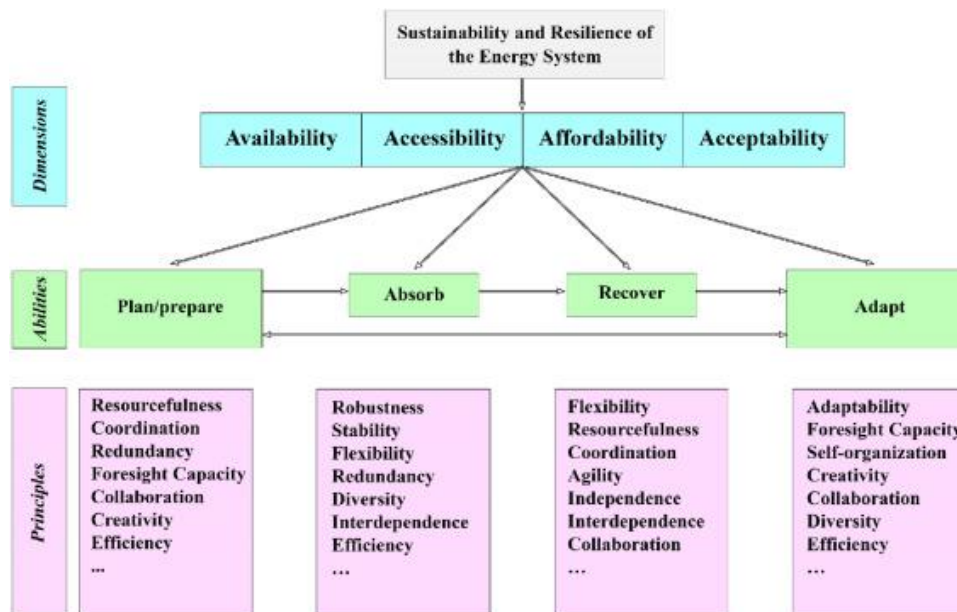 Sustainability and Resilience of
the Energy System
Dimensions
Availability
Accessibility
Affordability
Acceptability
Abilities
Plan/prepare
Absorb
Recover
Adapt
Principles
Resourcefulness
Coordination
Redundancy
Foresight Capacity
Collaboration
Creativity
Efficiency
...
Robustness
Stability
Flexibility
Redundancy
Diversity
Interdependence
Efficiency
…
Flexibility
Resourcefulness
Coordination
Agility
Independence
Interdependence
Collaboration
…
Adaptability
Foresight Capacity
Self-organization
Creativity
Collaboration
Diversity
Efficiency
…